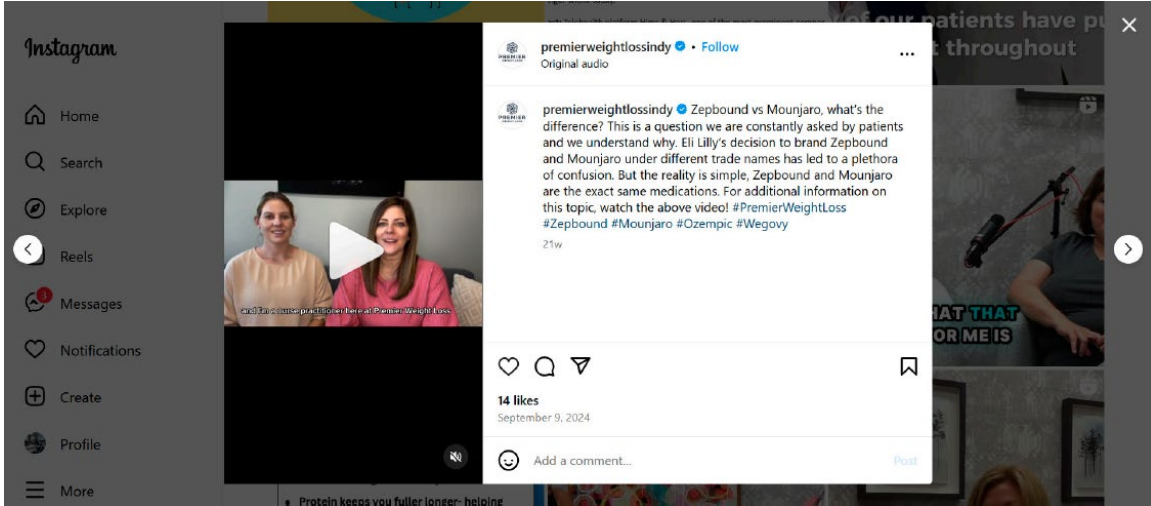 Instagram
Home
Search
Explore
Reels
Messages
3
Notifications
Create
Profile
More
of our patients have pu
t throughout
premierweightlossindy • Follow
Original audio
premierweightlossindy Zepbound vs Mounjaro, what's the
difference? This is a question we are constantly asked by patients
and we understand why. Eli Lilly's decision to brand Zepbound
and Mounjaro under different trade names has led to a plethora
of confusion. But the reality is simple, Zepbound and Mounjaro
are the exact same medications. For additional information on
this topic, watch the above video! #PremierWeightLoss
#Zepbound #Mounjaro #Ozempic #Wegovy
21w
and I'm a nurse practitioner here at Premier Weight Loss
HAT THAT
OR ME IS
14 likes
September 9, 2024
Add a comment...
Post
• Protein keeps you fuller longer- helping